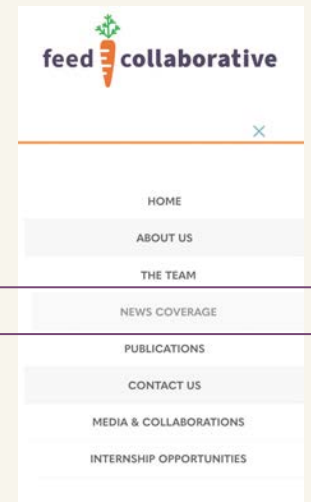 feed collaborative
HOME
ABOUT US
THE TEAM
NEWS COVERAGE
PUBLICATIONS
CONTACT US
MEDIA & COLLABORATIONS
INTERNSHIP OPPORTUNITIES